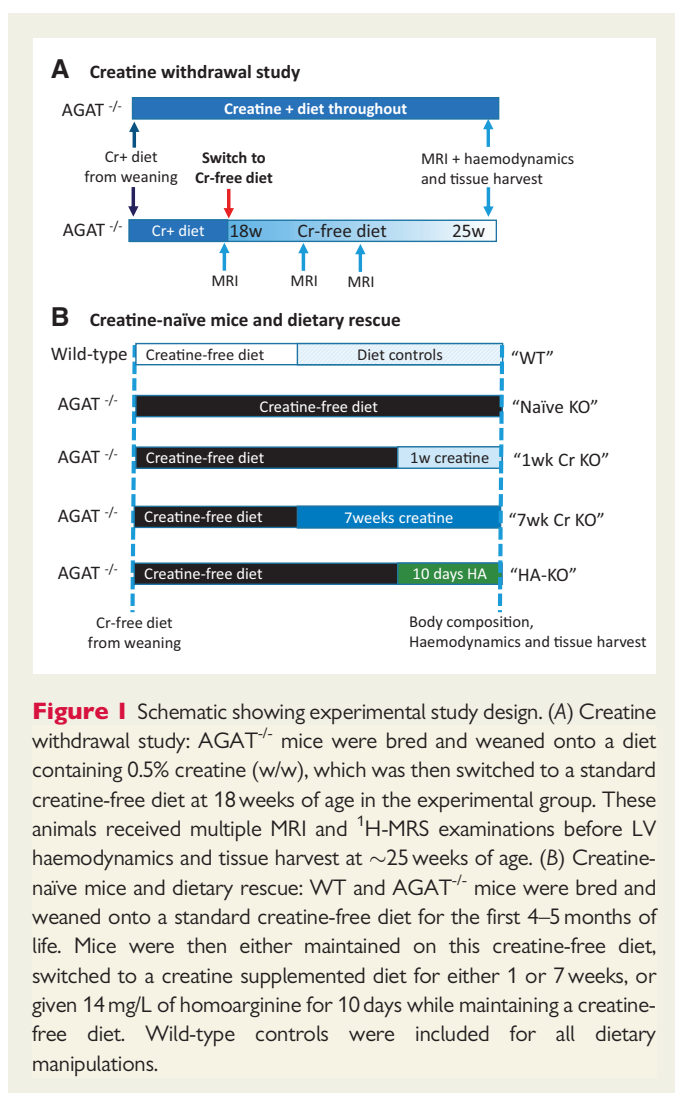 A Creatine withdrawal study
AGAT -/- Creatine + diet throughout
Cr+ diet
from weaning
Switch to
Cr-free diet
MRI + haemodynamics
and tissue harvest
AGAT -/- Cr+ diet 18w Cr-free diet 25w
MRI MRI MRI
B Creatine-naïve mice and dietary rescue
Wild-type Creatine-free diet Diet controls “WT”
AGAT -/- Creatine-free diet “Naïve KO”
AGAT -/- Creatine-free diet 1w creatine “1wk Cr KO”
AGAT -/- Creatine-free diet 7weeks creatine “7wk Cr KO”
AGAT -/- Creatine-free diet 10 days HA “HA-KO”
Cr-free diet
from weaning
Body composition,
Haemodynamics and tissue harvest
Figure 1 Schematic showing experimental study design. (A) Creatine
withdrawal study: AGAT-/- mice were bred and weaned onto a diet
containing 0.5% creatine (w/w), which was then switched to a standard
creatine-free diet at 18 weeks of age in the experimental group. These
animals received multiple MRI and 1H-MRS examinations before LV
haemodynamics and tissue harvest at ∼25 weeks of age. (B) Creatine-
naïve mice and dietary rescue: WT and AGAT-/- mice were bred and
weaned onto a standard creatine-free diet for the first 4–5 months of
life. Mice were then either maintained on this creatine-free diet,
switched to a creatine supplemented diet for either 1 or 7 weeks, or
given 14 mg/L of homoarginine for 10 days while maintaining a creatine-
free diet. Wild-type controls were included for all dietary
manipulations.